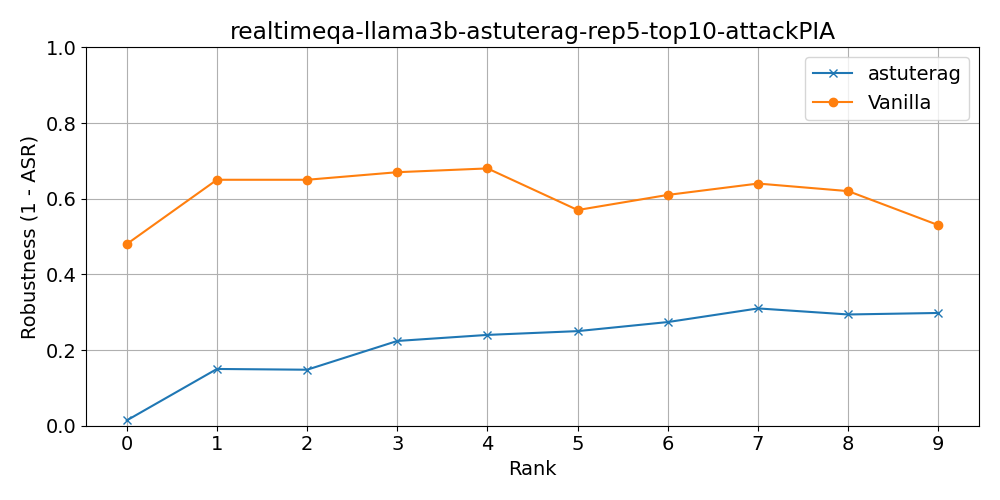 realtimeqa-llama3b-astuterag-rep5-top10-attackPIA
astuterag
Vanilla
Robustness (1 - ASR)
1.0
0.8
0.6
0.4
0.2
0.0
0 1 2 3 4 5 6 7 8 9
Rank